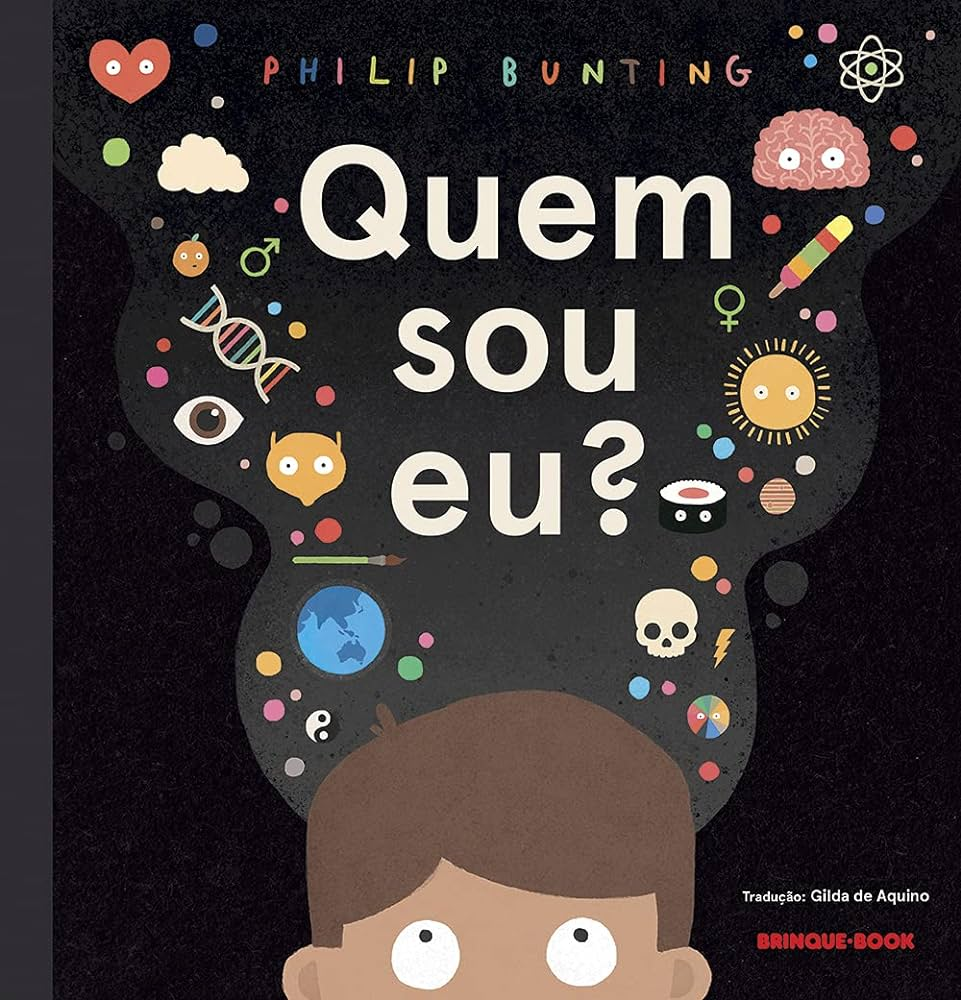 PHILIP BUNTING
Quem
sou
eu?
Tradução: Gilda de Aquino
BRINQUE-BOOK